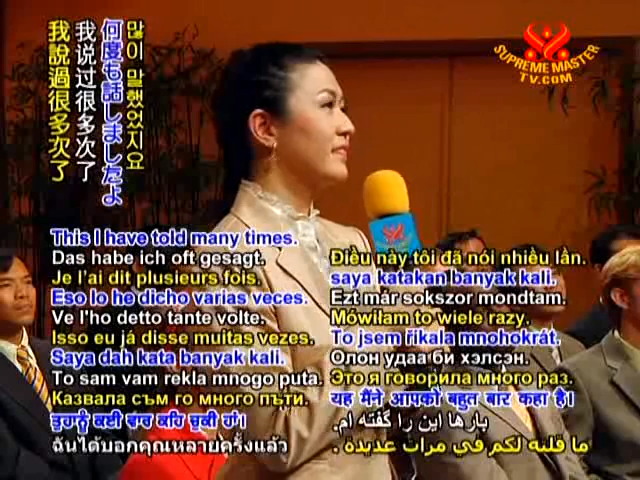 SUPREME MASTER
TV.COM
많이 말했었지요
何度も話しましたよ
我说过很多次了
我說過很多次了
This I have told many times.
Das habe ich oft gesagt.
Je l'ai dit plusieurs fois.
Eso lo he dicho varias veces.
Ve l'ho detto tante volte.
Isso eu já disse muitas vezes.
Saya dah kata banyak kali.
To sam vam rekla mnogo puta.
Казвала съм го много пъти.
ਤੁਹਾਨੂੰ ਕਈ ਵਾਰ ਕਹਿ ਚੁਕੀ ਹਾਂ।
ฉันได้บอกคุณหลายครั้งแล้ว
Điều này tôi đã nói nhiều lần.
saya katakan banyak kali.
Ezt már sokszor mondtam.
Mówiłam to wiele razy.
To jsem říkala mnohokrát.
Олон удаа би хэлсэн.
Это я говорила много раз.
यह मैंने आपको बहुत बार कहा है।
بارها این را گفته ام.
ما قلته لكم في مرات عديدة .